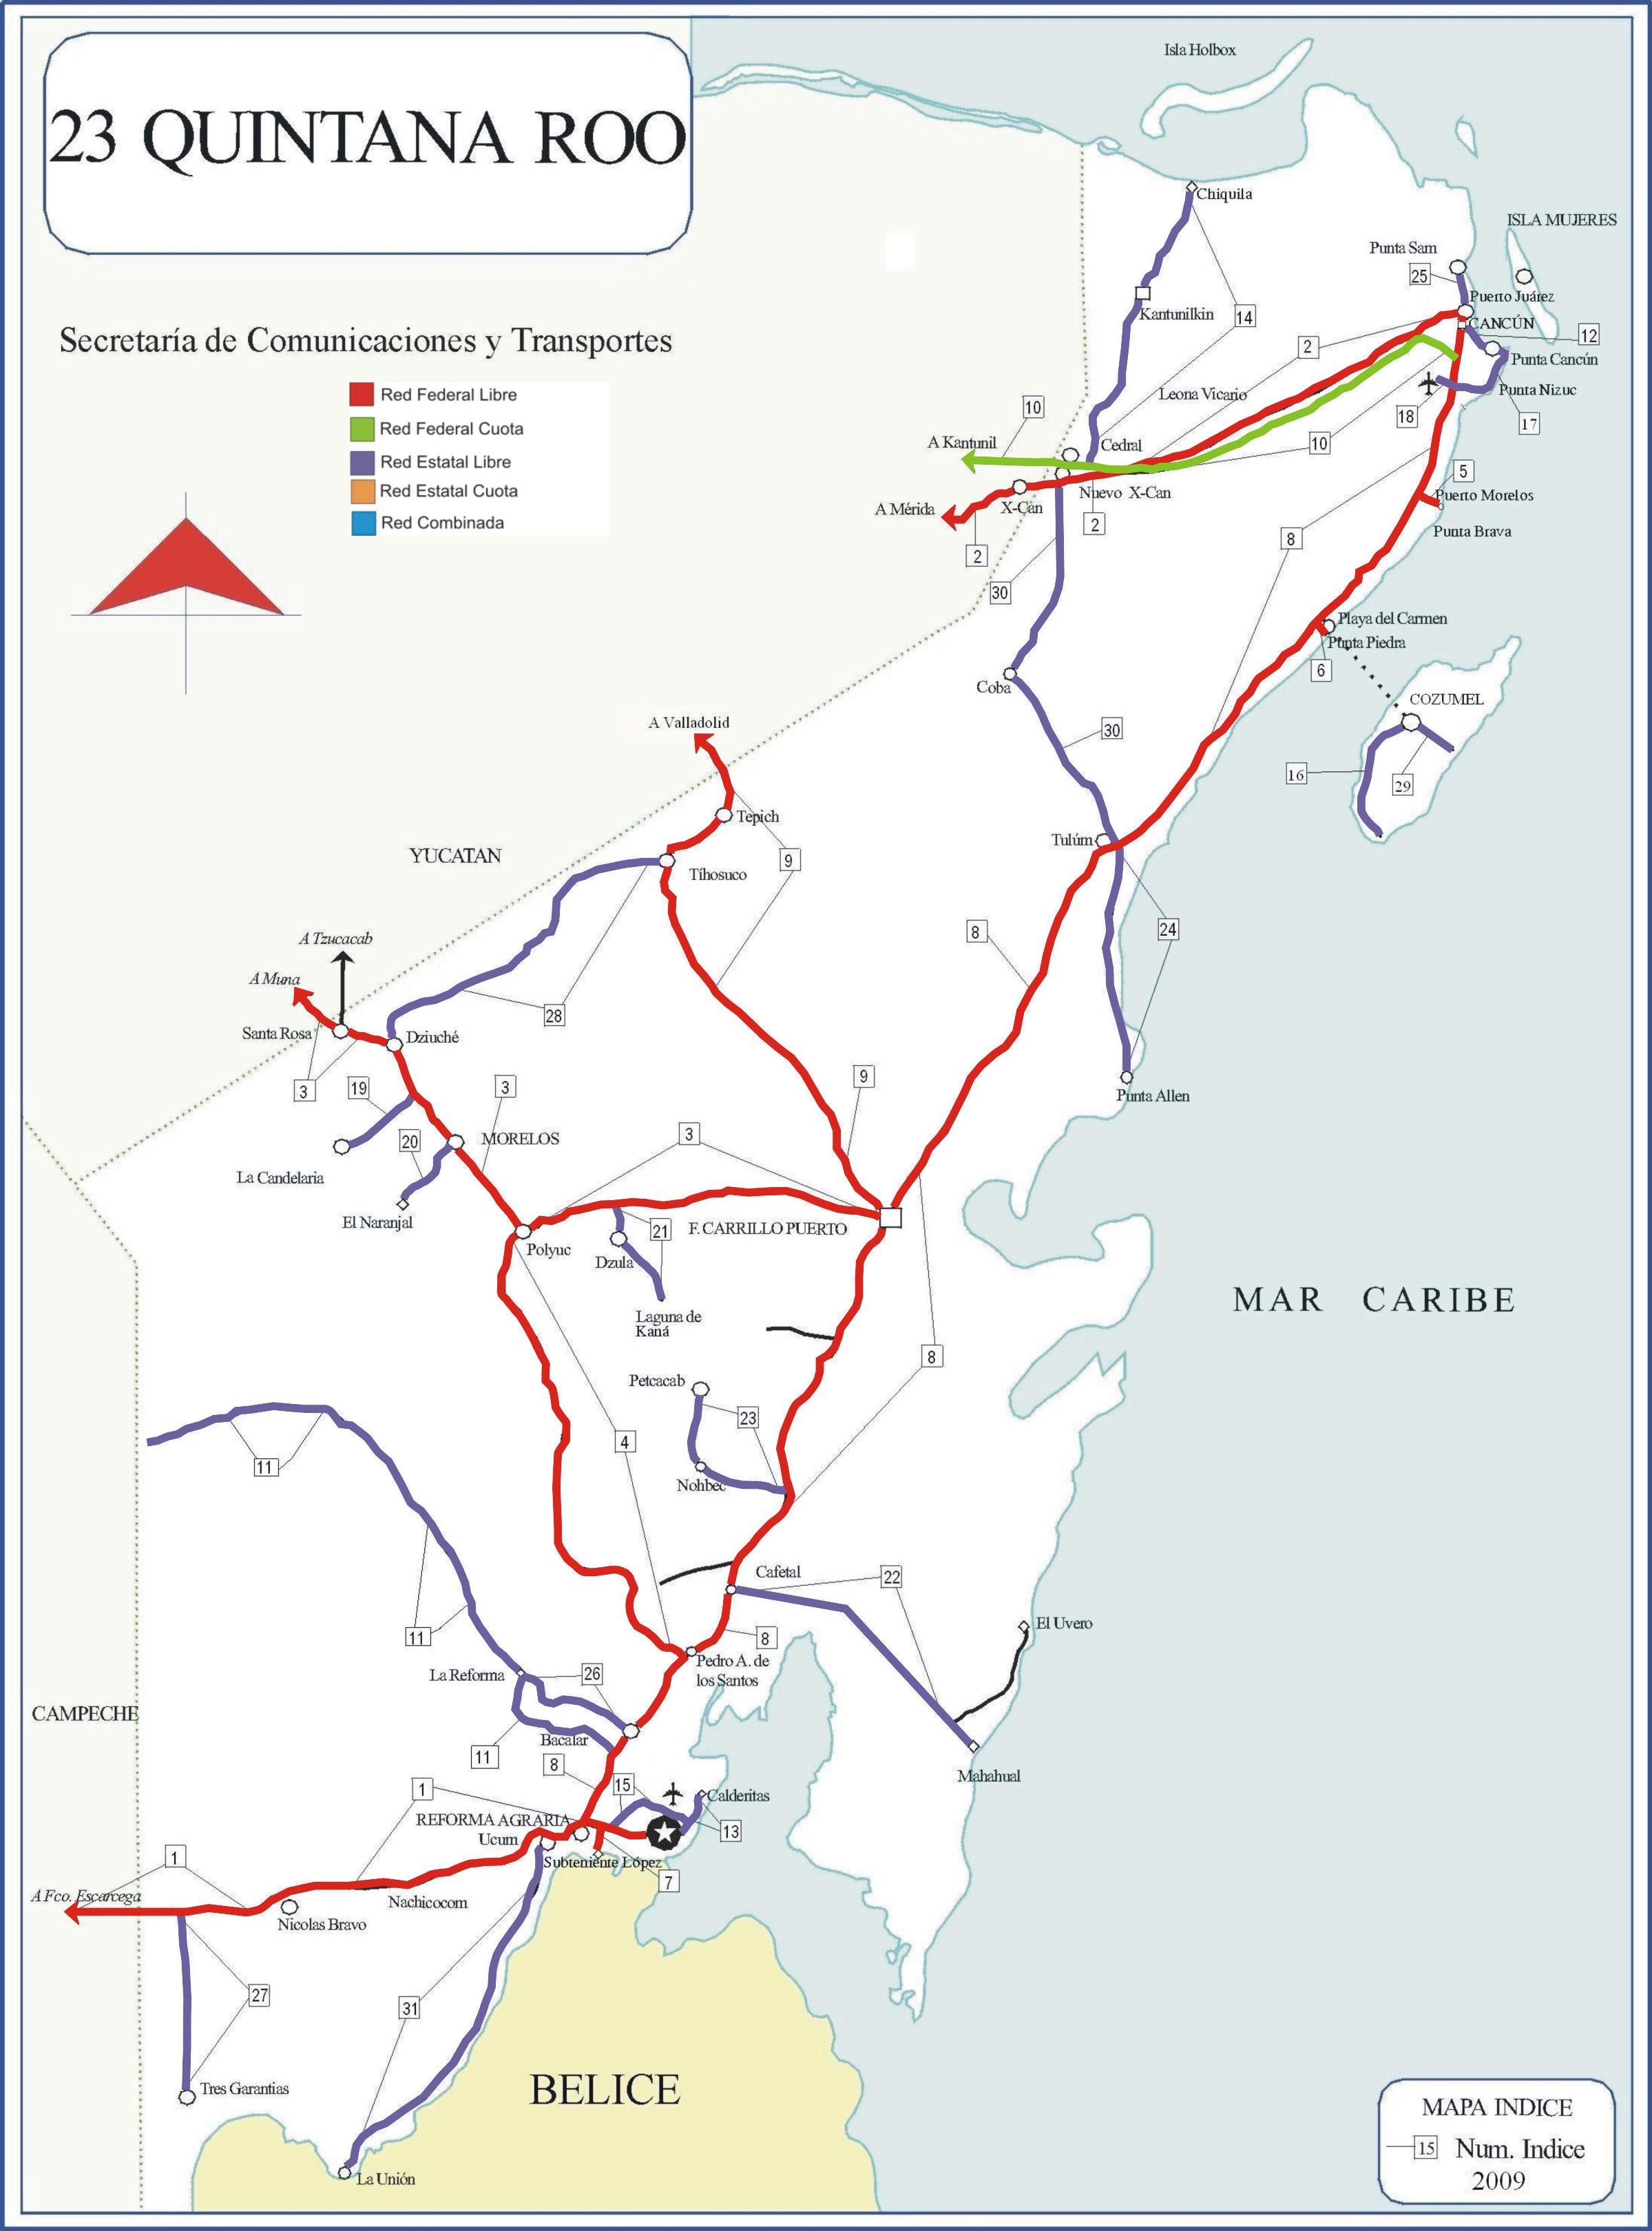 23 QUINTANA ROO
Secretaría de Comunicaciones y Transportes
Red Federal Libre
Red Federal Cuota
Red Estatal Libre
Red Estatal Cuota
Red Combinada
Isla Holbox
Chiquila
ISLA MUJERES
Punta Sam
25
Puerto Juárez
Kantunilkin
14
CANCÚN
12
2
Punta Cancún
Leona Vicario
Punta Nizuc
10
18
17
A Kantunil
Cedral
10
5
Nuevo X-Can
Puerto Morelos
X-Can
A Mérida
2
Punta Brava
8
2
30
Playa del Carmen
Punta Piedra
6
Coba
COZUMEL
A Valladolid
30
16
29
Tepich
Tulúm
YUCATAN
9
Tihosuco
A Tzucacab
8
24
A Muna
28
Santa Rosa
Dziuché
3
19
3
9
Punta Allen
20
MORELOS
3
La Candelaria
El Naranjal
21
F. CARRILLO PUERTO
Polyuc
Dzula
MAR CARIBE
Laguna de
Kaná
8
Petcacab
23
4
11
Nohbec
Cafetal
22
El Uvero
11
8
Pedro A. de
los Santos
La Reforma
26
CAMPECHE
Bacalar
11
8
Mahahual
15
1
Calderitas
REFORMA AGRARIA
13
Ucum
1
Subteniente López
7
A Fco. Escarcega
Nachicocom
Nicolas Bravo
27
31
Tres Garantias
BELICE
La Unión
MAPA INDICE
15 Num. Indice
2009